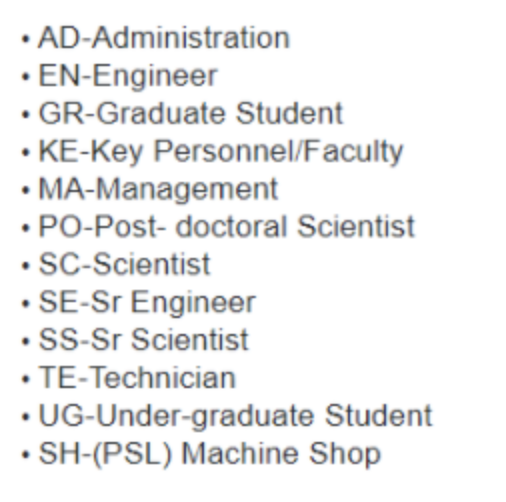 • AD-Administration
• EN-Engineer
• GR-Graduate Student
• KE-Key Personnel/Faculty
• MA-Management
• PO-Post- doctoral Scientist
• SC-Scientist
• SE-Sr Engineer
• SS-Sr Scientist
• TE-Technician
• UG-Under-graduate Student
• SH-(PSL) Machine Shop